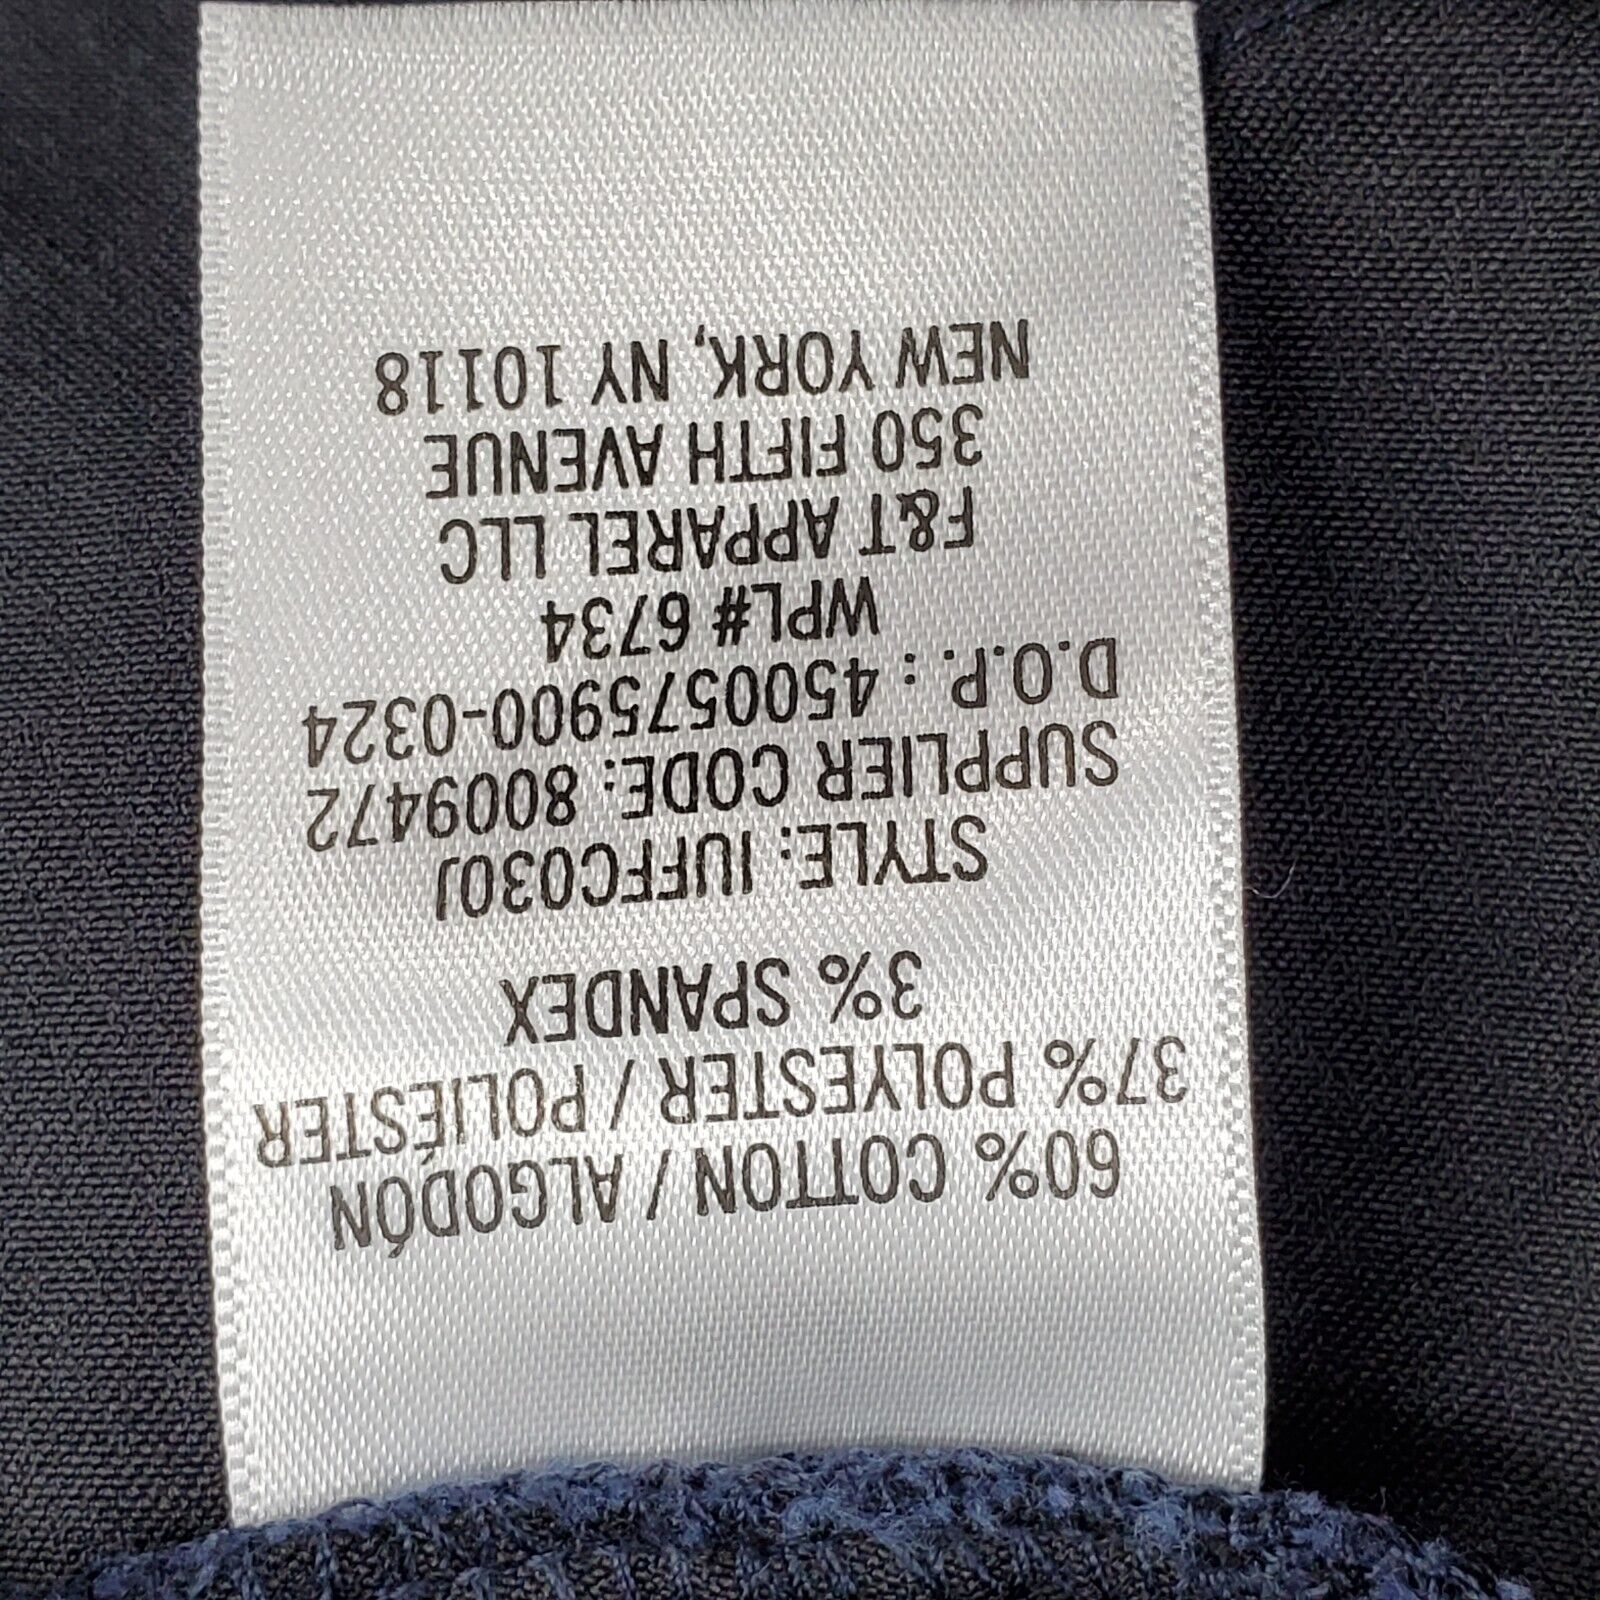 60% COTTON / ALGODÓN
37% POLYESTER / POLIÉSTER
3% SPANDEX
STYLE: IUFFC030J
SUPPLIER CODE: 8009472
D.O.P. : 4500575900-0324
WPL# 6734
F&T APPAREL LLC
350 FIFTH AVENUE
NEW YORK, NY 10118